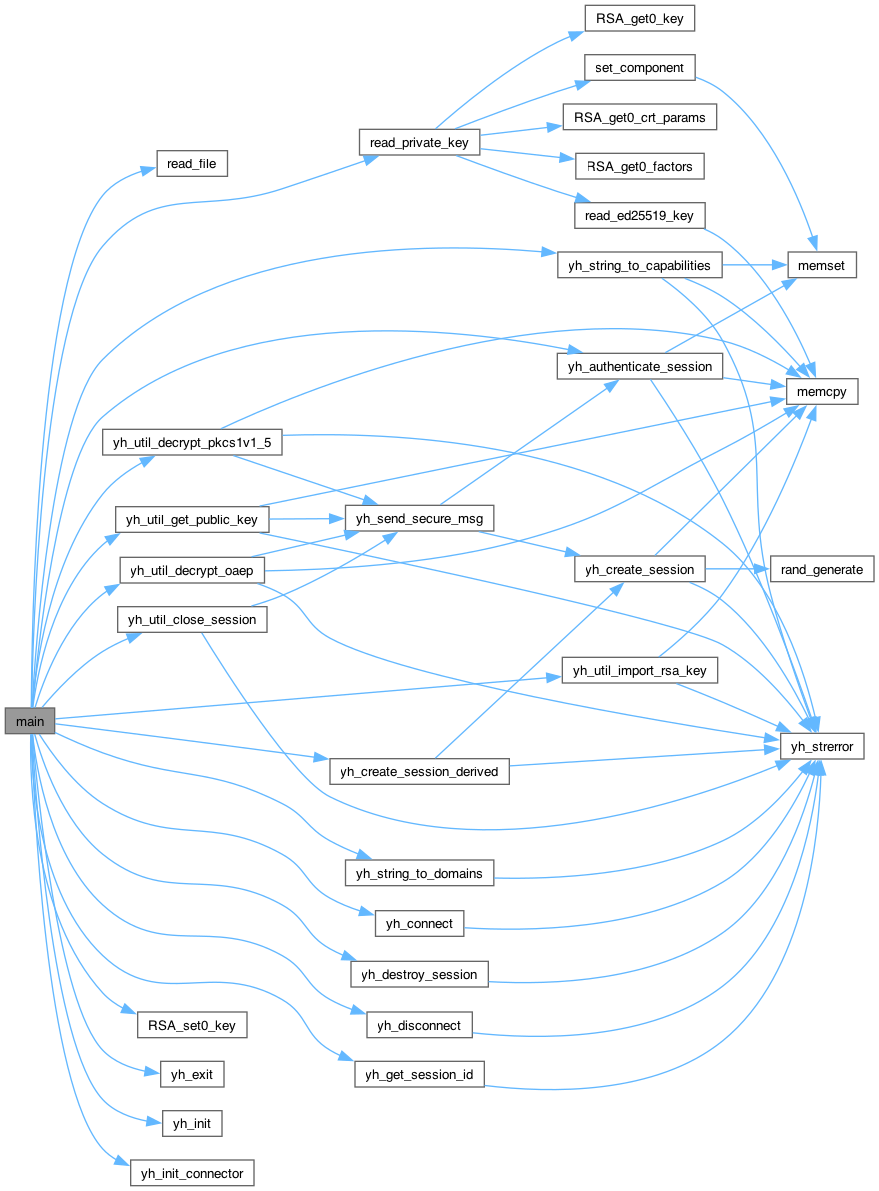 RSA_get0_key
set_component
RSA_get0_crt_params
read_private_key
read_file
RSA_get0_factors
read_ed25519_key
yh_string_to_capabilities
memset
yh_authenticate_session
memcpy
yh_util_decrypt_pkcs1v1_5
yh_util_get_public_key
yh_send_secure_msg
yh_util_decrypt_oaep
yh_create_session
rand_generate
yh_util_close_session
yh_util_import_rsa_key
main
yh_strerror
yh_create_session_derived
yh_string_to_domains
yh_connect
yh_destroy_session
RSA_set0_key
yh_disconnect
yh_exit
yh_get_session_id
yh_init
yh_init_connector